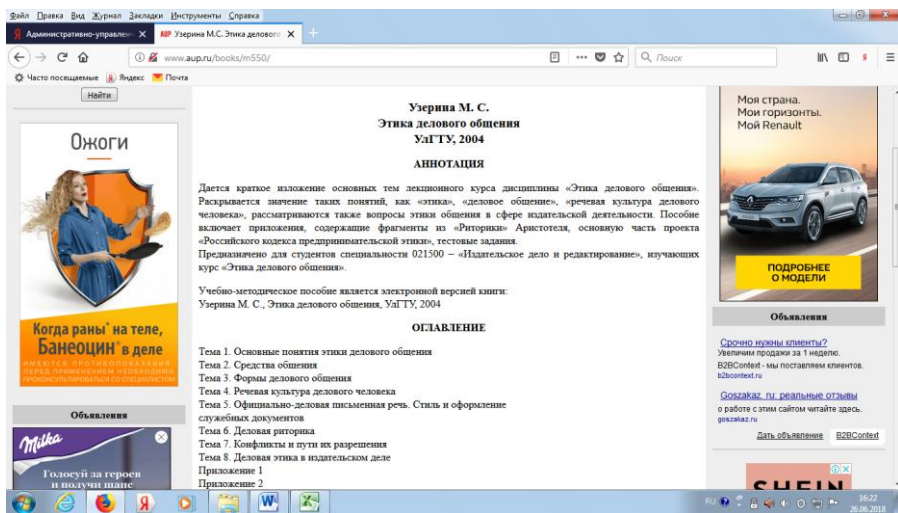 Файл Правка Вид Журнал Закладки Инструменты Справка
Административно-управлен
Узерина М.С. Этика делового
www.aup.ru/books/m550/
Поиск
Часто посещаемые Яндекс Почта
Найти
Ожоги
Когда раны* на теле,
Банеоцин® в деле
ИМЕЮТСЯ ПРОТИВОПОКАЗАНИЯ.
ПЕРЕД ПРИМЕНЕНИЕМ НЕОБХОДИМО
ПРОКОНСУЛЬТИРОВАТЬСЯ СО СПЕЦИАЛИСТОМ
Объявления
Milka
Голосуй за героев
и получи шанс
Узерина М. С.
Этика делового общения
УлГТУ, 2004
АННОТАЦИЯ
Дается краткое изложение основных тем лекционного курса дисциплины «Этика делового общения».
Раскрывается значение таких понятий, как «этика», «деловое общение», «речевая культура делового
человека», рассматриваются также вопросы этики общения в сфере издательской деятельности. Пособие
включает приложения, содержащие фрагменты из «Риторики» Аристотеля, основную часть проекта
«Российского кодекса предпринимательской этики», тестовые задания.
Предназначено для студентов специальности 021500 – «Издательское дело и редактирование», изучающих
курс «Этика делового общения».
Учебно-методическое пособие является электронной версией книги:
Узерина М. С., Этика делового общения, УлГТУ, 2004
ОГЛАВЛЕНИЕ
Тема 1. Основные понятия этики делового общения
Тема 2. Средства общения
Тема 3. Формы делового общения
Тема 4. Речевая культура делового человека
Тема 5. Официально-деловая письменная речь. Стиль и оформление
служебных документов
Тема 6. Деловая риторика
Тема 7. Конфликты и пути их разрешения
Тема 8. Деловая этика в издательском деле
Приложение 1
Приложение 2
Моя страна.
Мои горизонты.
Мой Renault
ПОДРОБНЕЕ
О МОДЕЛИ
Объявления
Срочно нужны клиенты?
Увеличим продажи за 1 неделю.
B2BContext - мы поставляем клиентов.
b2bcontext.ru
Goszakaz. ru: реальные отзывы
о работе с этим сайтом читайте здесь.
goszakaz.ru
Дать объявление B2BContext
SHEIN
RU
16:22
26.06.2018